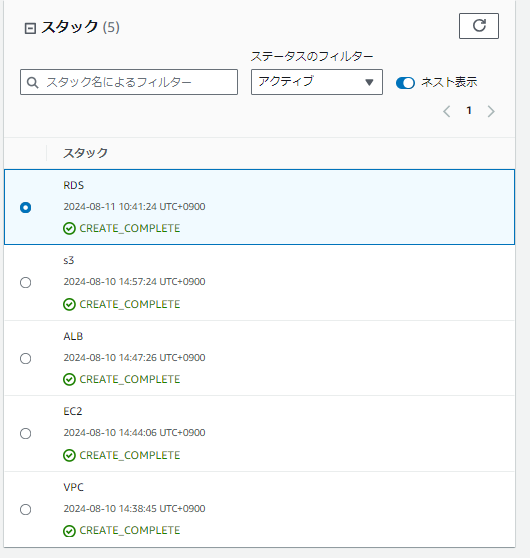 スタック (5)
ステータスのフィルター
スタック名によるフィルター
アクティブ
ネスト表示
1
スタック
RDS
2024-08-11 10:41:24 UTC+0900
CREATE_COMPLETE
s3
2024-08-10 14:57:24 UTC+0900
CREATE_COMPLETE
ALB
2024-08-10 14:47:26 UTC+0900
CREATE_COMPLETE
EC2
2024-08-10 14:44:06 UTC+0900
CREATE_COMPLETE
VPC
2024-08-10 14:38:45 UTC+0900
CREATE_COMPLETE